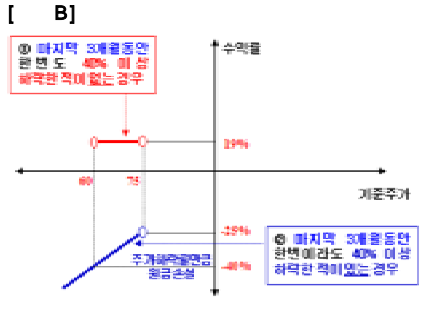 [ B]
① 마지막 3개월동안
한번도 40% 이상
하락한 적이 없는 경우
수익률
60
75
기준주가
② 마지막 3개월동안
한번이라도 40% 이상
하락한 적이 있는 경우
주가하락률만큼
원금손실
-40%